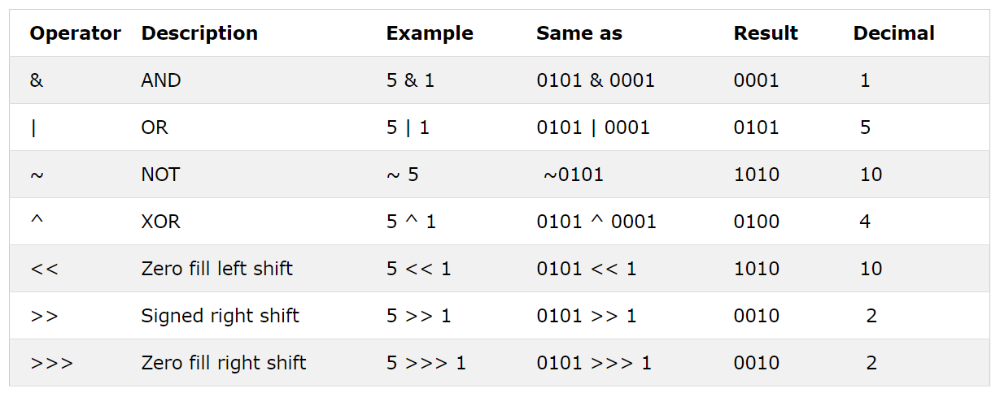 Operator Description Example Same as Result Decimal
& AND 5 & 1 0101 & 0001 0001 1
| OR 5 | 1 0101 | 0001 0101 5
~ NOT ~ 5 ~0101 1010 10
^ XOR 5 ^ 1 0101 ^ 0001 0100 4
<< Zero fill left shift 5 << 1 0101 << 1 1010 10
>> Signed right shift 5 >> 1 0101 >> 1 0010 2
>>> Zero fill right shift 5 >>> 1 0101 >>> 1 0010 2